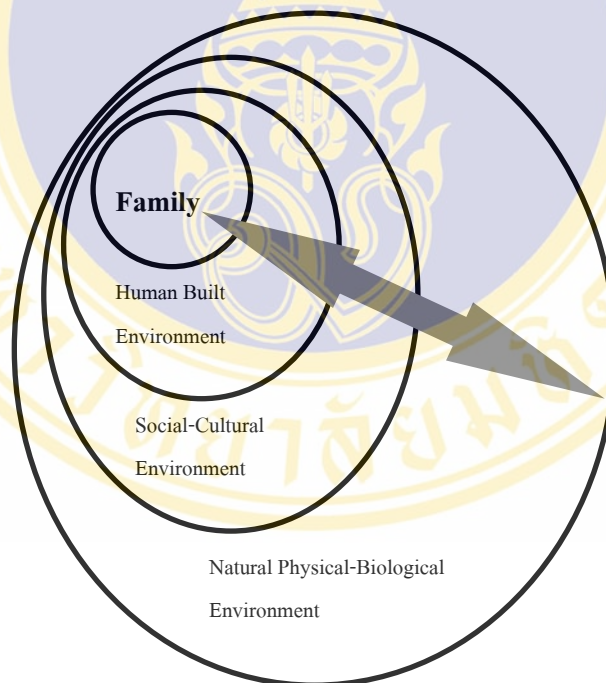 Family
Human Built
Environment
Social-Cultural
Environment
Natural Physical-Biological
Environment